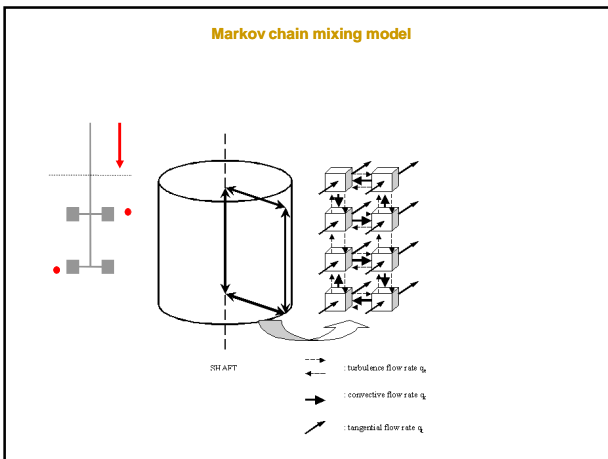 Markov chain mixing model
SHAFT
: turbulence flow rate
: convective flow rate
: tangential flow rate